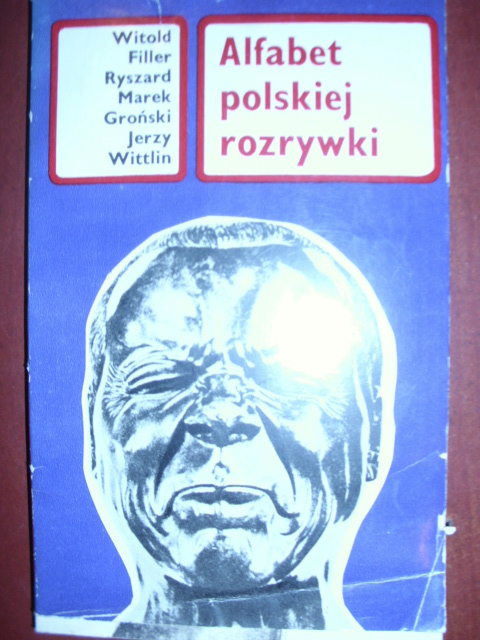 Witold
Filler
Ryszard
Marek
Groński
Jerzy
Wittlin
Alfabet
polskiej
rozrywki